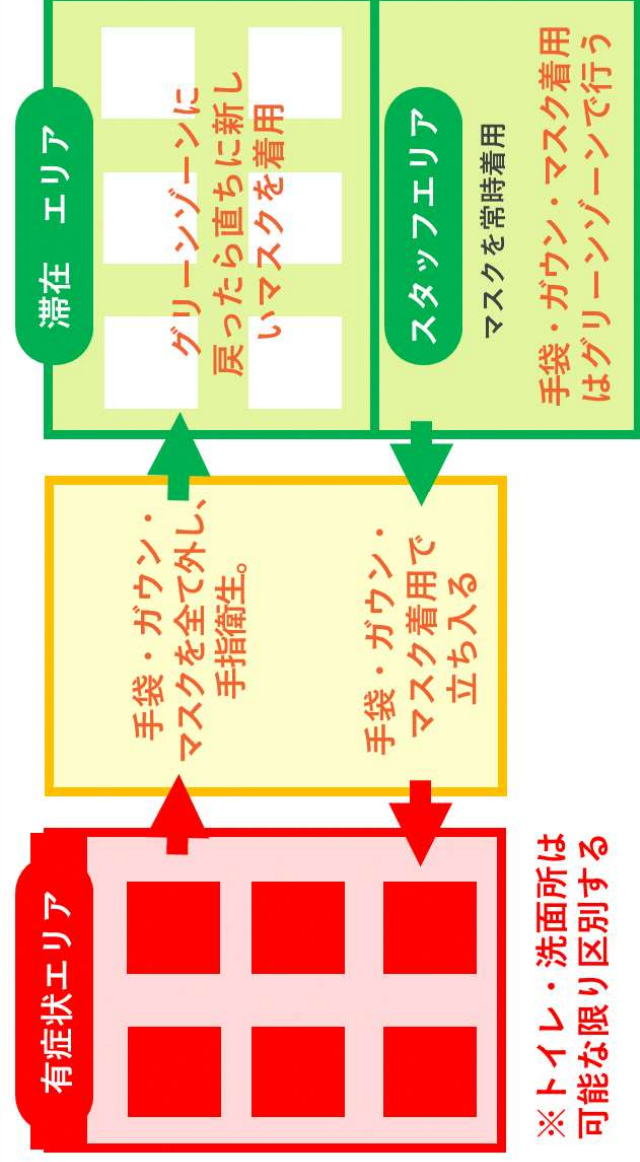 有症状エリア
手袋・ガウン・
マスクを全て外し、
手指衛生。
手袋・ガウン・
マスク着用で
立ち入る
滞在　エリア
グリーンゾーンに
戻ったら直ちに新し
いマスクを着用
スタッフエリア
マスクを常時着用
手袋・ガウン・マスク着用
はグリーンゾーンで行う
※トイレ・洗面所は
可能な限り区別する